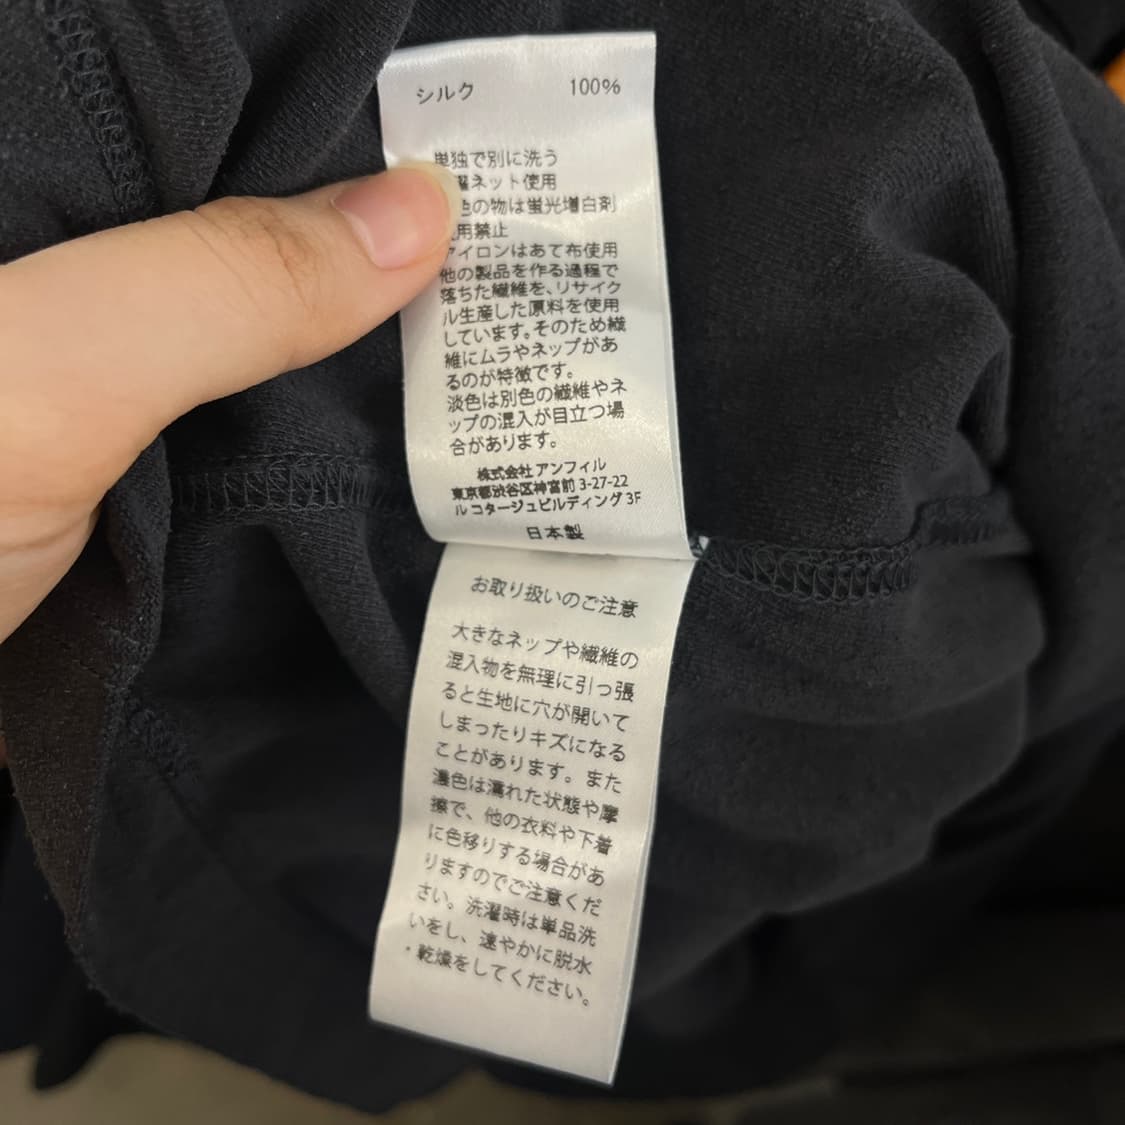 シルク 100%
単独で別に洗う
濯ネット使用
色の物は蛍光増白剤
用禁止
アイロンはあて布使用
他の製品を作る過程で
落ちた繊維を、リサイク
ル生産した原料を使用
しています。そのため繊
維にムラやネップがあ
るのが特徴です。
淡色は別色の繊維やネ
ップの混入が目立つ場
合があります。
株式会社アンフィル
東京都渋谷区神宮前 3-27-22
ル コタージュビルディング 3F
日本製
お取り扱いのご注意
大きなネップや繊維の
混入物を無理に引っ張
ると生地に穴が開いて
しまったりキズになる
ことがあります。また
濃色は濡れた状態や摩
擦で、他の衣料や下着
に色移りする場合があ
りますのでご注意くだ
さい。洗濯時は単品洗
いをし、速やかに脱水
・乾燥をしてください。